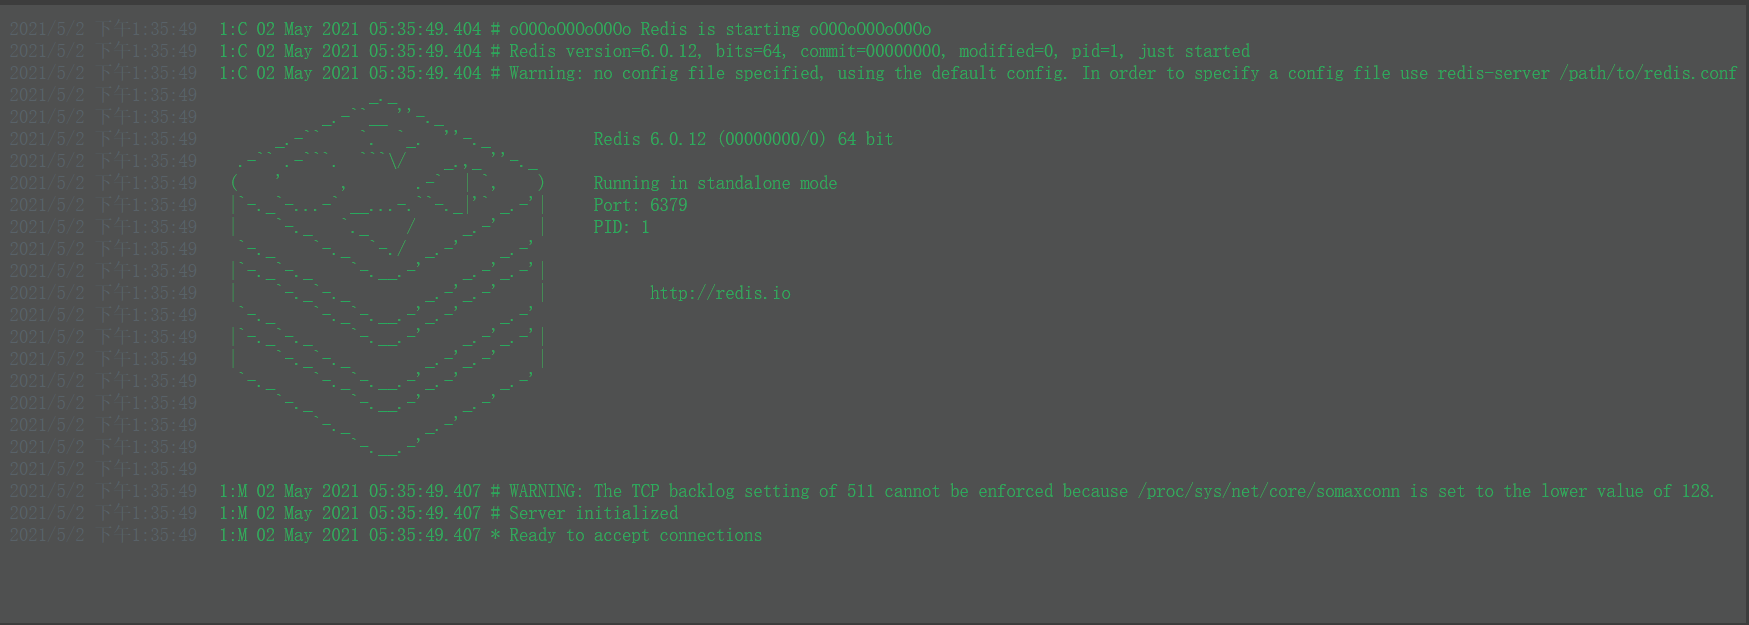 2021/5/2 下午1:35:49 1:C 02 May 2021 05:35:49.404 # oO0OoO0OoO0Oo Redis is starting oO0OoO0OoO0Oo
2021/5/2 下午1:35:49 1:C 02 May 2021 05:35:49.404 # Redis version=6.0.12, bits=64, commit=00000000, modified=0, pid=1, just started
2021/5/2 下午1:35:49 1:C 02 May 2021 05:35:49.404 # Warning: no config file specified, using the default config. In order to specify a config file use redis-server /path/to/redis.conf
2021/5/2 下午1:35:49
2021/5/2 下午1:35:49
2021/5/2 下午1:35:49 Redis 6.0.12 (00000000/0) 64 bit
2021/5/2 下午1:35:49
2021/5/2 下午1:35:49 Running in standalone mode
2021/5/2 下午1:35:49 Port: 6379
2021/5/2 下午1:35:49 PID: 1
2021/5/2 下午1:35:49
2021/5/2 下午1:35:49
2021/5/2 下午1:35:49 http://redis.io
2021/5/2 下午1:35:49
2021/5/2 下午1:35:49
2021/5/2 下午1:35:49
2021/5/2 下午1:35:49
2021/5/2 下午1:35:49
2021/5/2 下午1:35:49
2021/5/2 下午1:35:49
2021/5/2 下午1:35:49
2021/5/2 下午1:35:49 1:M 02 May 2021 05:35:49.407 # WARNING: The TCP backlog setting of 511 cannot be enforced because /proc/sys/net/core/somaxconn is set to the lower value of 128.
2021/5/2 下午1:35:49 1:M 02 May 2021 05:35:49.407 # Server initialized
2021/5/2 下午1:35:49 1:M 02 May 2021 05:35:49.407 * Ready to accept connections